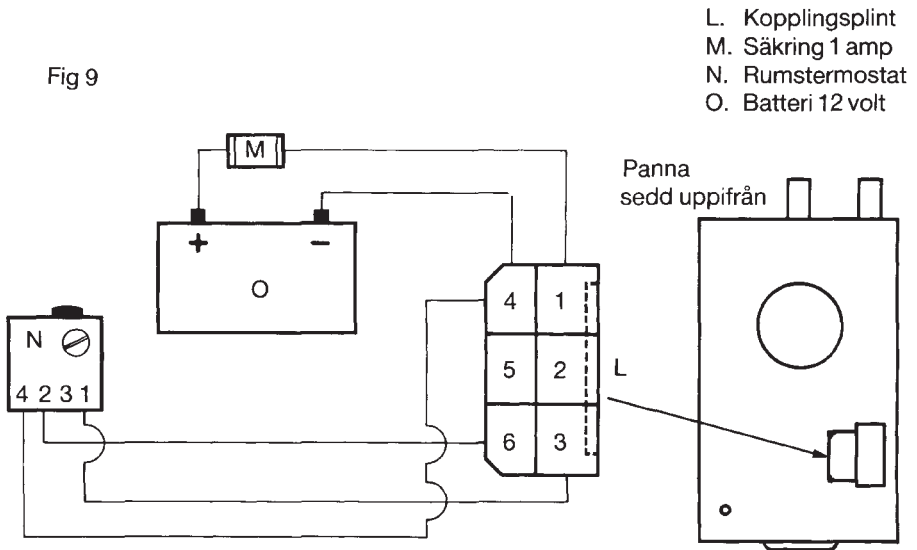 L. Kopplingsplint
M. Säkring 1 amp
N. Rumstermostat
O. Batteri 12 volt
Fig 9
M
Panna
sedd uppifrån
+ −
O
4 1
5 2
6 3
L
N
4 2 3 1